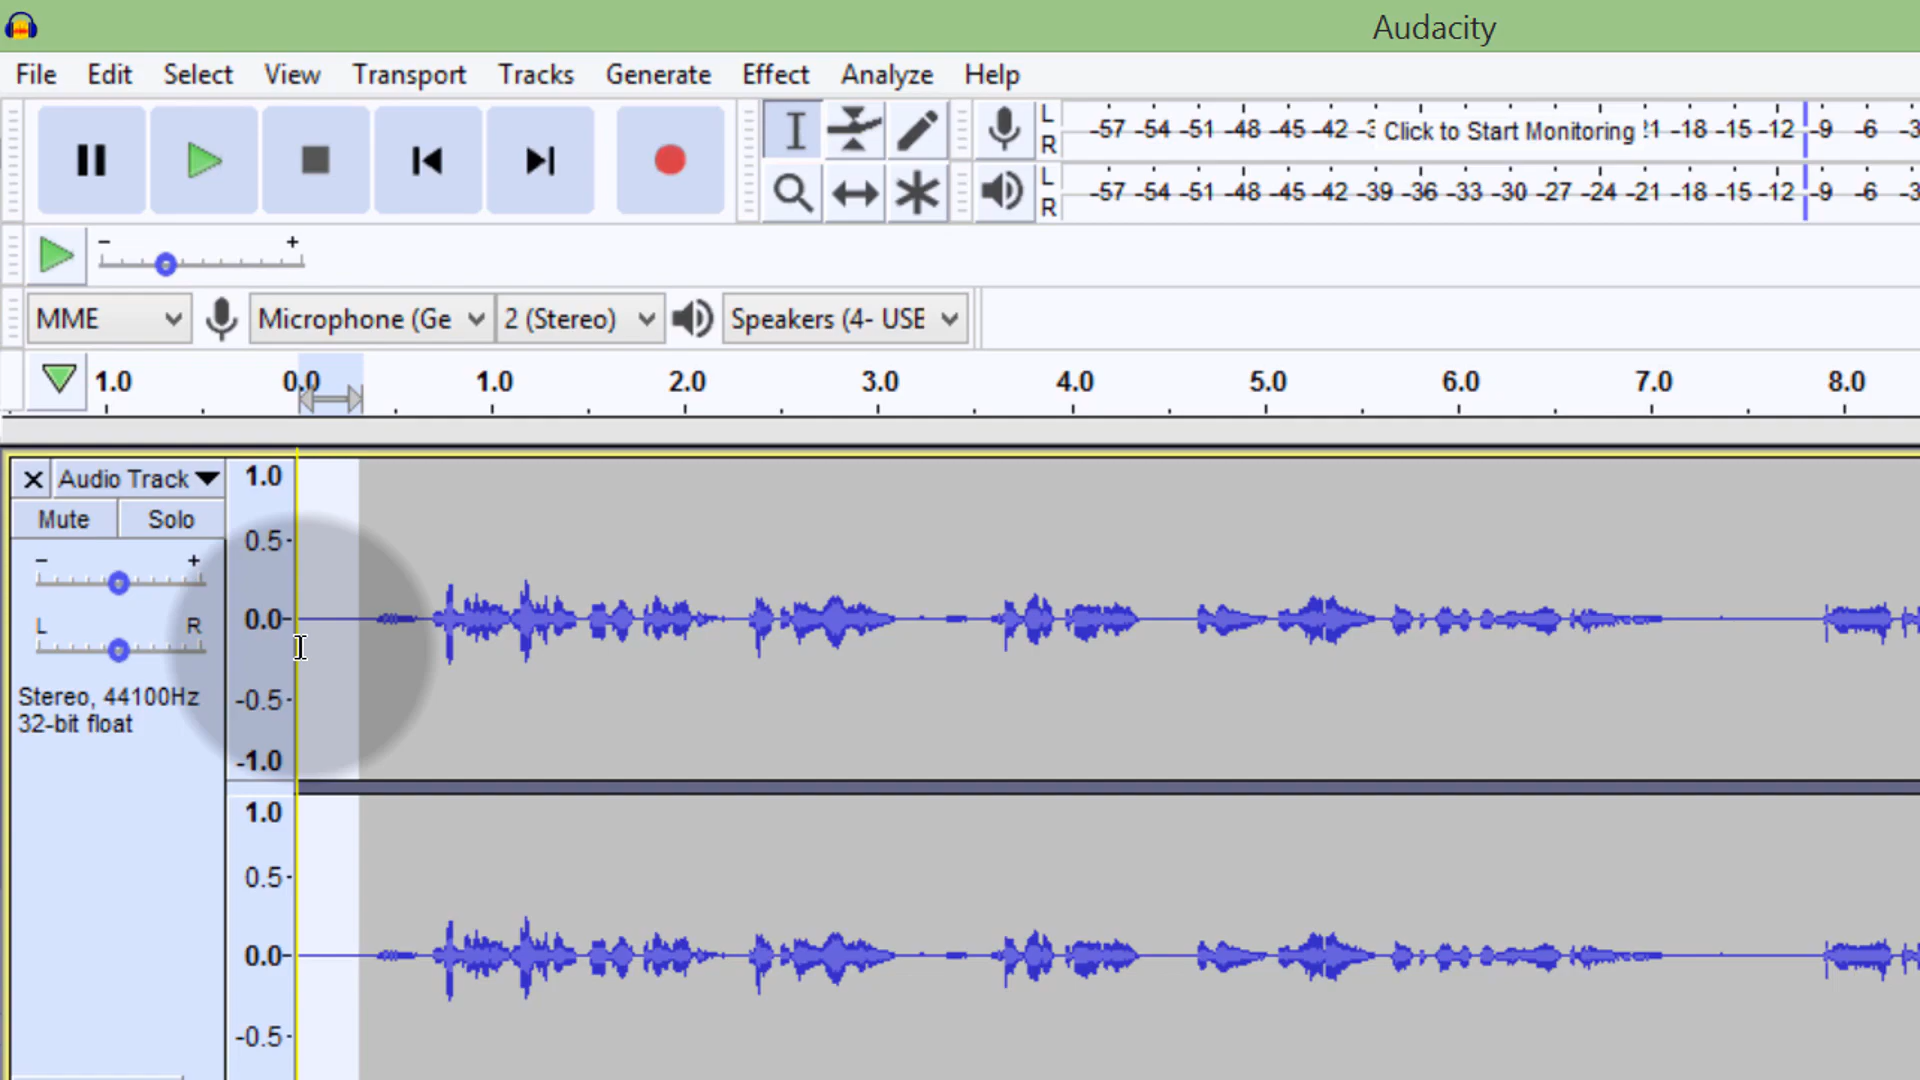 Audacity
File Edit Select View Transport Tracks Generate Effect Analyze Help
L
R
-57 -54 -51 -48 -45 -42 Click to Start Monitoring -18 -15 -12 -9 -6
L
R
-57 -54 -51 -48 -45 -42 -39 -36 -33 -30 -27 -24 -21 -18 -15 -12 -9 -6
- +
MME Microphone (Ge 2 (Stereo) Speakers (4- USE
1.0 0.0 1.0 2.0 3.0 4.0 5.0 6.0 7.0 8.0
Audio Track
Mute Solo
- +
L R
Stereo, 44100Hz
32-bit float
1.0
0.5
0.0
-0.5
-1.0
1.0
0.5
0.0
-0.5